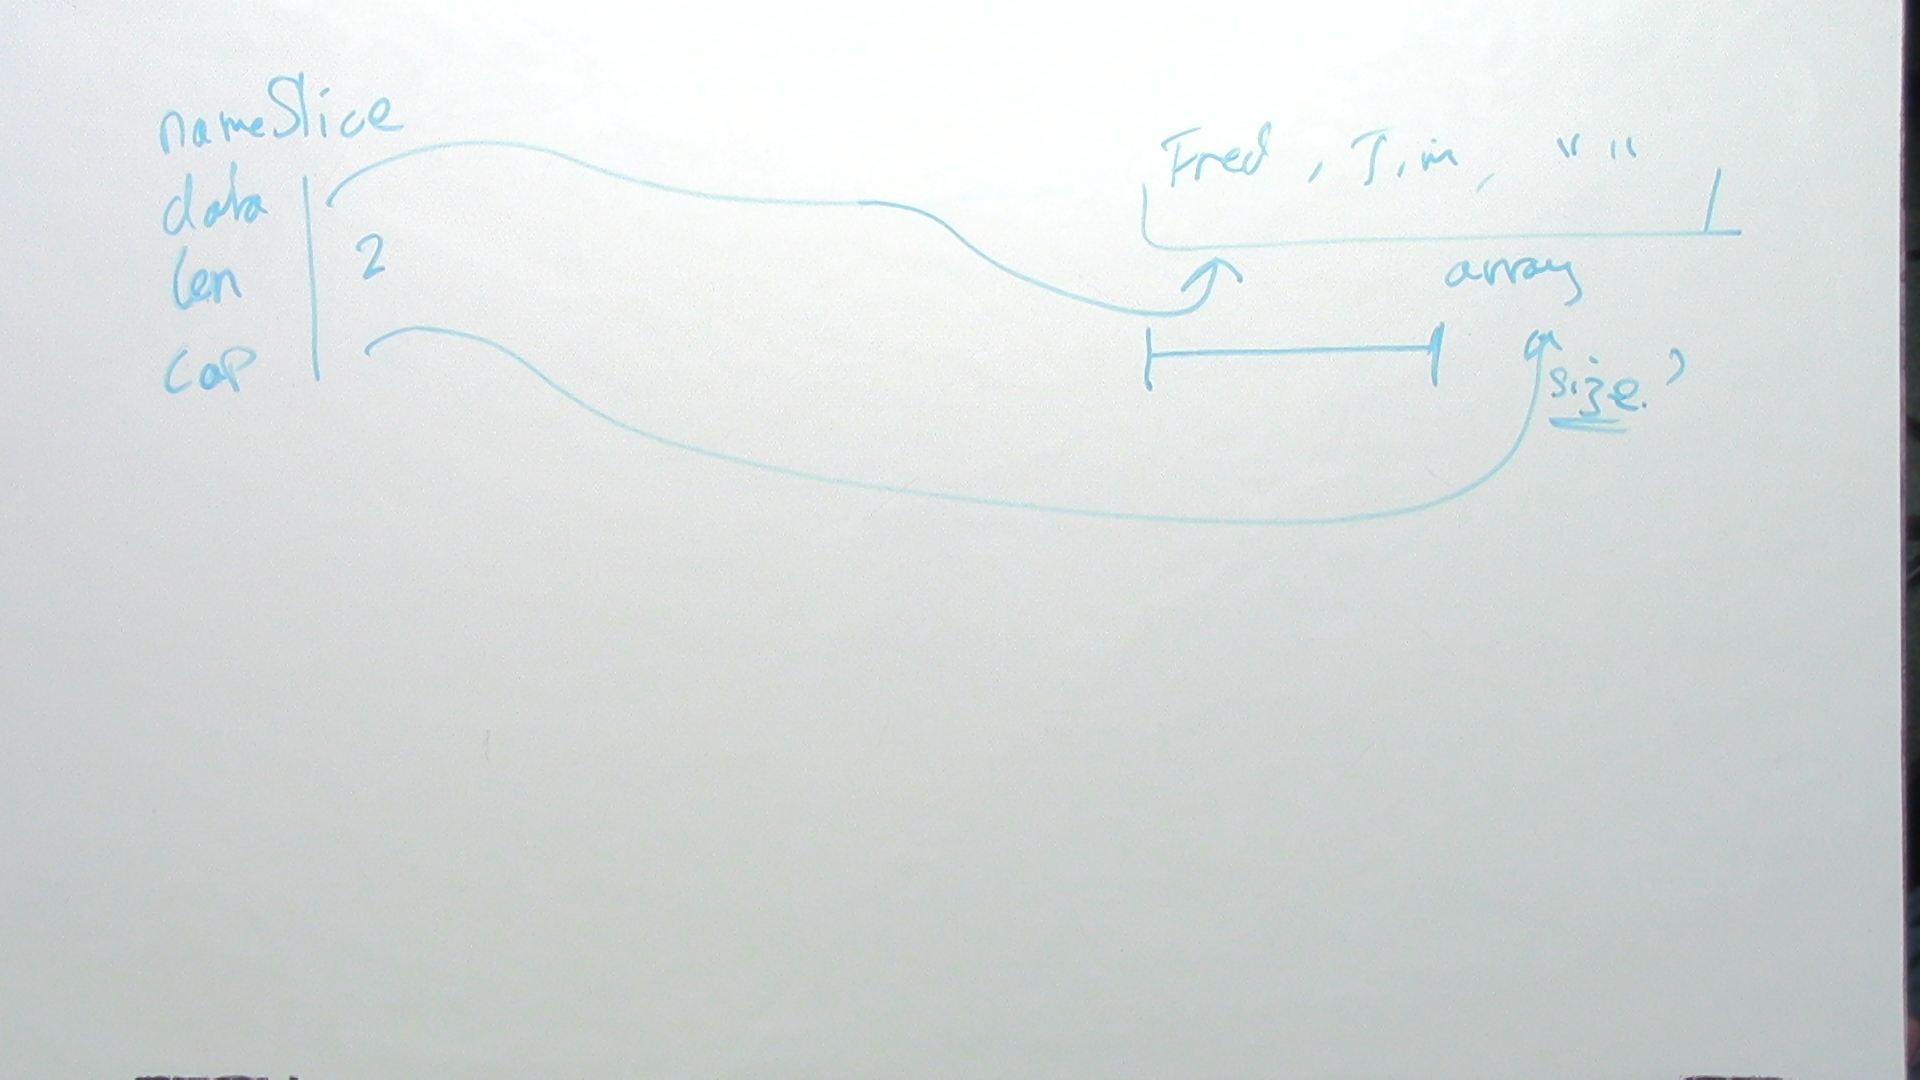 nameSlice
data
len 2
cap
Fred, Jim, " "
array
size.